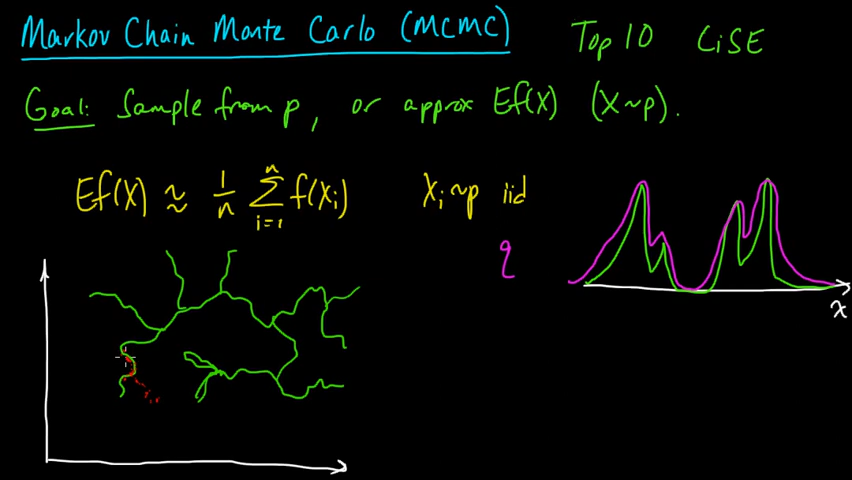 Markov Chain Monte Carlo (MCMC)
Top 10 CiSE
Goal: Sample from p, or approx Ef(X) (X~p).
Ef(X) ≈ 1/n ∑_{i=1}^{n} f(X_i) X_i~p iid
q
x